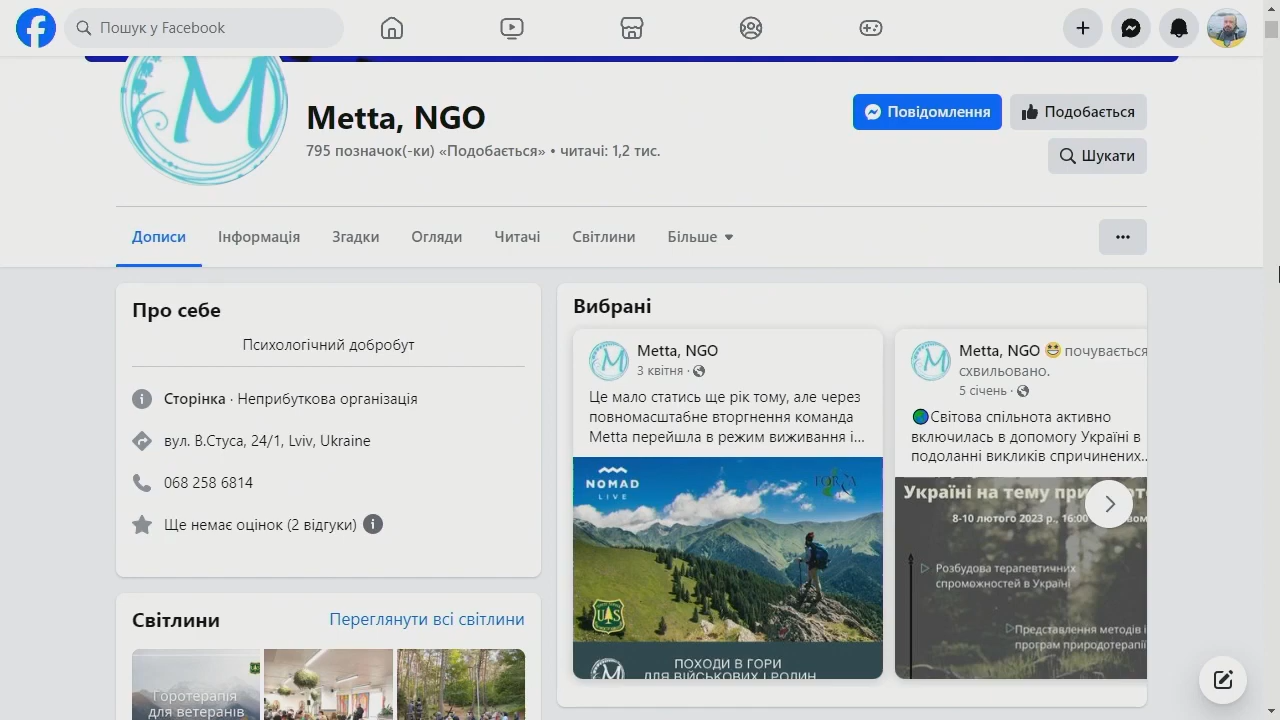 Пошук у Facebook
M
Metta, NGO
795 позначок(-ки) «Подобається» • читачі: 1,2 тис.
Повідомлення
Подобається
Шукати
Дописи
Інформація
Згадки
Огляди
Читачі
Світлини
Більше
Про себе
Психологічний добробут
Сторінка · Неприбуткова організація
вул. В.Стуса, 24/1, Lviv, Ukraine
068 258 6814
Ще немає оцінок (2 відгуки)
Світлини
Переглянути всі світлини
Горотерапія
для ветеранів
Вибрані
Metta, NGO
3 квітня ·
Це мало статись ще рік тому, але через
повномасштабне вторгнення команда
Metta перейшла в режим виживання і...
NOMAD
LIVE
FORZA
U S
ПОХОДИ В ГОРИ
ДЛЯ ВІЙСЬКОВИХ І РОДИН
Metta, NGO 😄 почувається
схвильовано.
5 січень ·
🌍Світова спільнота активно
включилась в допомогу Україні в
подоланні викликів спричинених...
Україні на тему природот
8-10 лютого 2023 р., 16:00
Розбудова терапевтичних
спроможностей в Україні
Представлення методів і
програм природотерапії